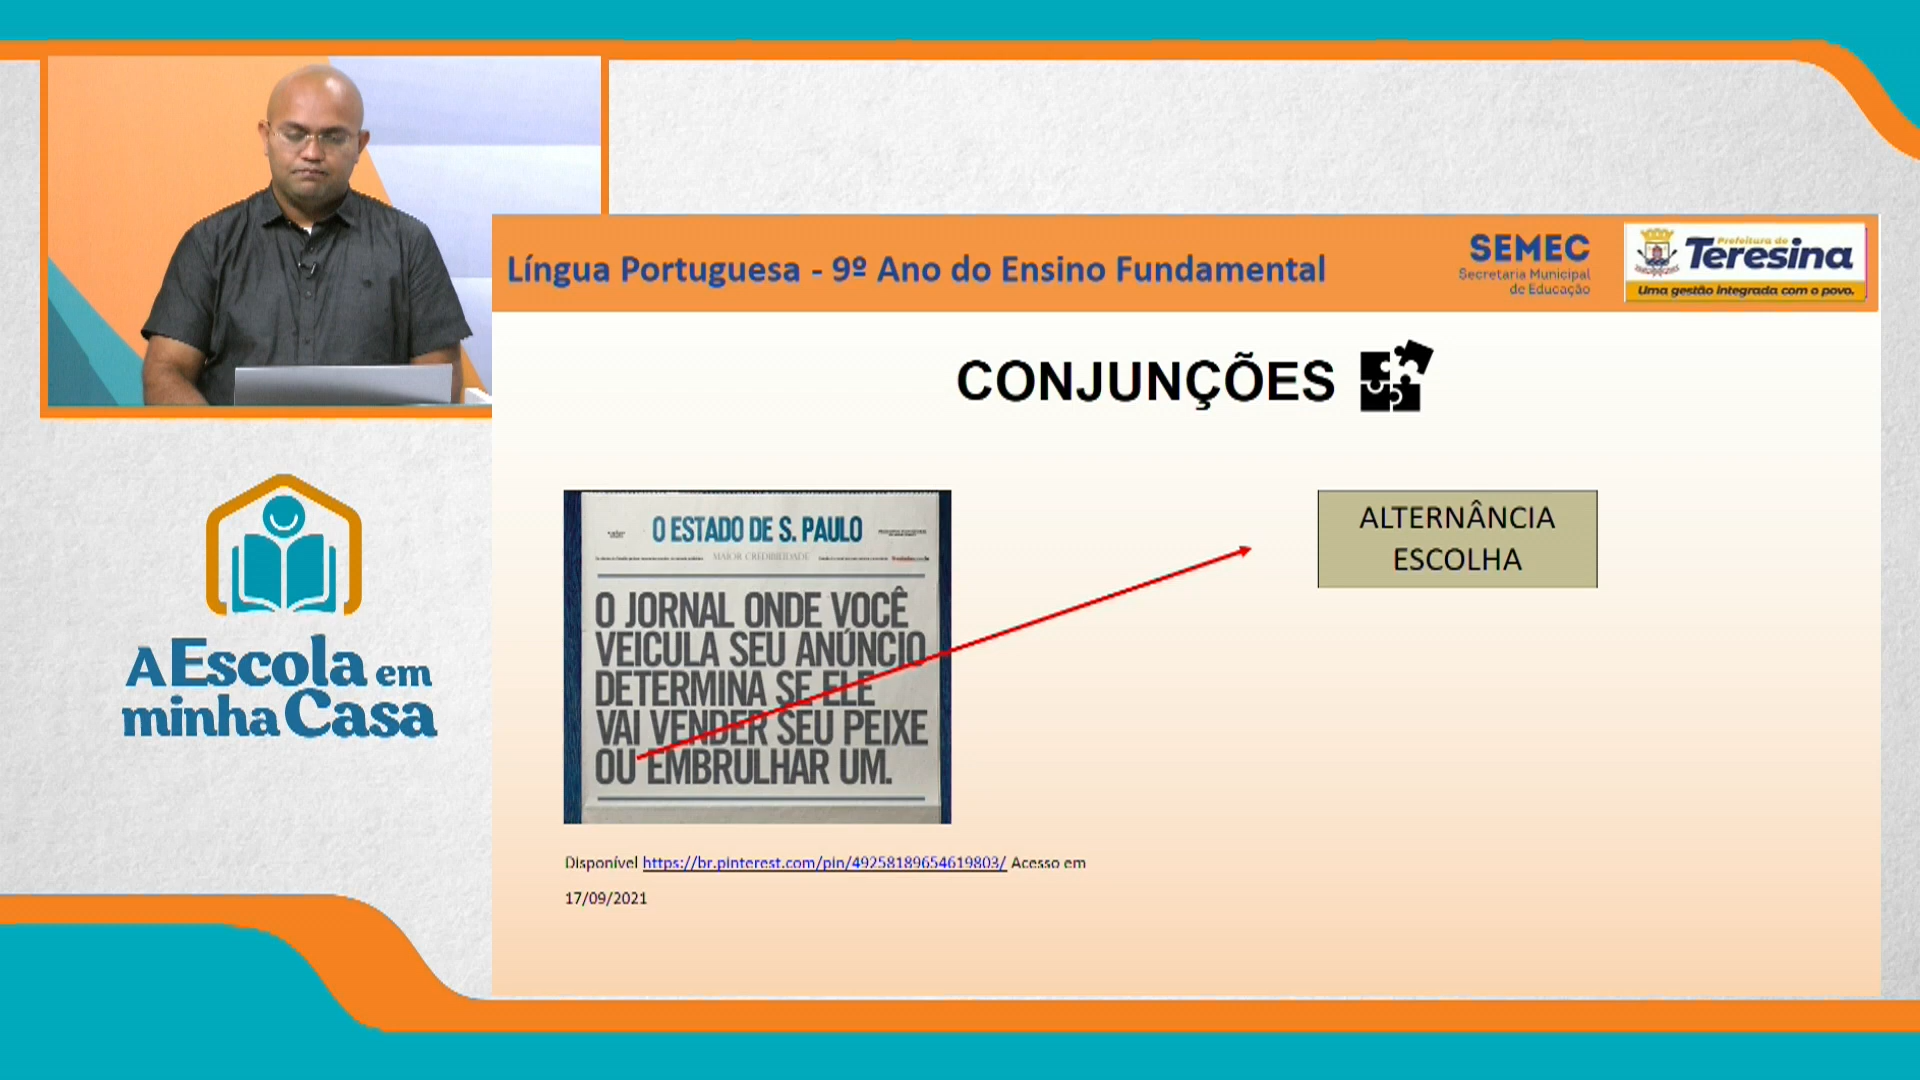 Língua Portuguesa - 9º Ano do Ensino Fundamental
SEMEC
Secretaria Municipal
de Educação
Prefeitura de
Teresina
Uma gestão integrada com o povo.
CONJUNÇÕES
O ESTADO DE S. PAULO
MAIOR CREDIBILIDADE
O JORNAL ONDE VOCÊ
VEICULA SEU ANÚNCIO
DETERMINA SE ELE
VAI VENDER SEU PEIXE
OU EMBRULHAR UM.
ALTERNÂNCIA
ESCOLHA
Disponível https://br.pinterest.com/pin/49258189654619803/ Acesso em
17/09/2021
A Escola em
minha Casa